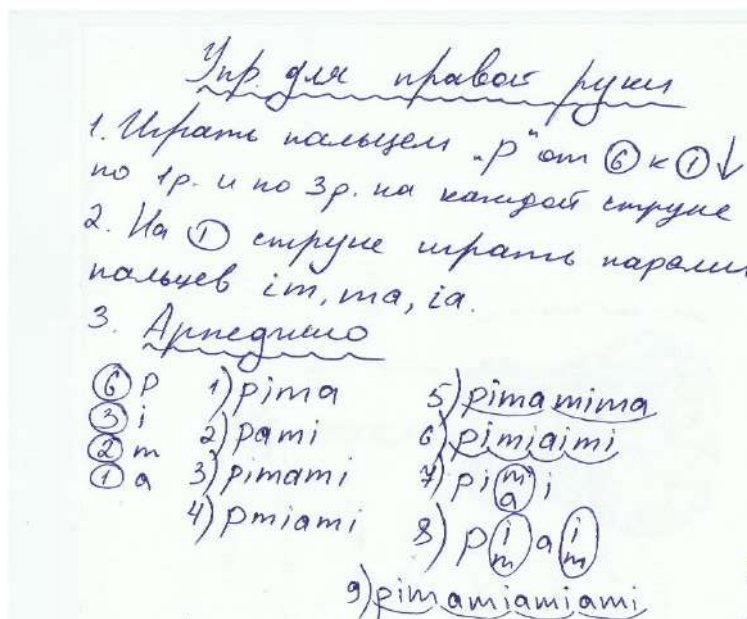 Упр. для правой руки
1. Играть пальцем „p" от ⑥ к ① ↓
по 1р. и по 3р. на каждой струне
2. На ① струне играть парами
пальцев im, ma, ia.
3. Арпеджио
⑥ p
③ i
② m
① a
1) pima
2) pami
3) pimami
4) pmiami
5) pimamima
6) pimiaimi
7) pi(m a)i
8) p(i m)a(i m)
9) pimamiamiami